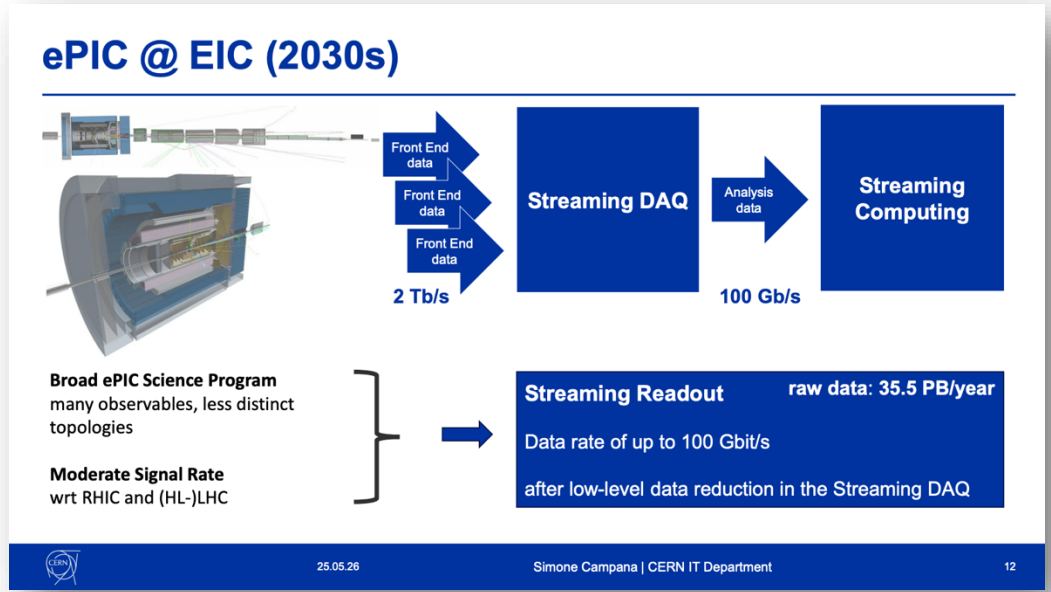 ePIC @ EIC (2030s)
Front End
data
Front End
data
Front End
data
2 Tb/s
Streaming DAQ
Analysis
data
100 Gb/s
Streaming
Computing
Broad ePIC Science Program
many observables, less distinct
topologies
Moderate Signal Rate
wrt RHIC and (HL-)LHC
Streaming Readout raw data: 35.5 PB/year
Data rate of up to 100 Gbit/s
after low-level data reduction in the Streaming DAQ
CERN
25.05.26
Simone Campana | CERN IT Department
12